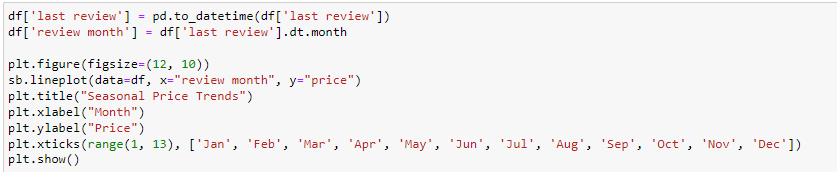 df['last review'] = pd.to_datetime(df['last review'])
df['review month'] = df['last review'].dt.month
plt.figure(figsize=(12, 10))
sb.lineplot(data=df, x="review month", y="price")
plt.title("Seasonal Price Trends")
plt.xlabel("Month")
plt.ylabel("Price")
plt.xticks(range(1, 13), ['Jan', 'Feb', 'Mar', 'Apr', 'May', 'Jun', 'Jul', 'Aug', 'Sep', 'Oct', 'Nov', 'Dec'])
plt.show()